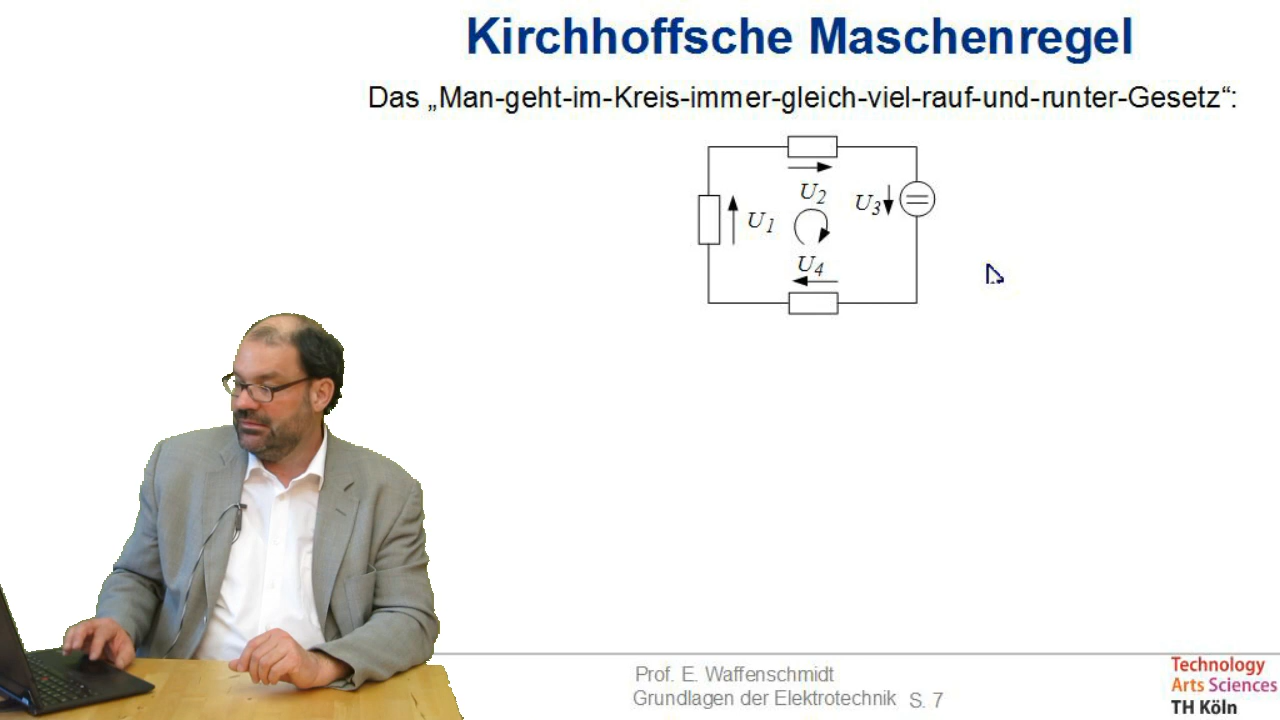 Kirchhoffsche Maschenregel
Das „Man-geht-im-Kreis-immer-gleich-viel-rauf-und-runter-Gesetz“:
U2
U3
U1
U4
Prof. E. Waffenschmidt
Grundlagen der Elektrotechnik S. 7
Technology
Arts Sciences
TH Köln